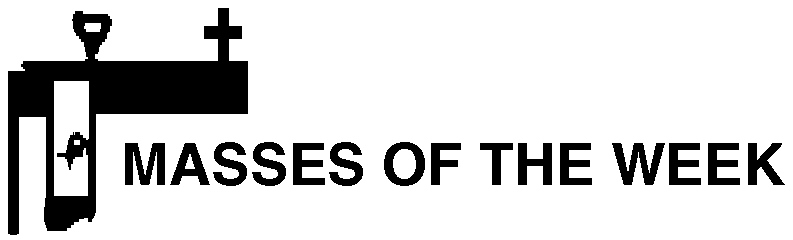 MASSES OF THE WEEK